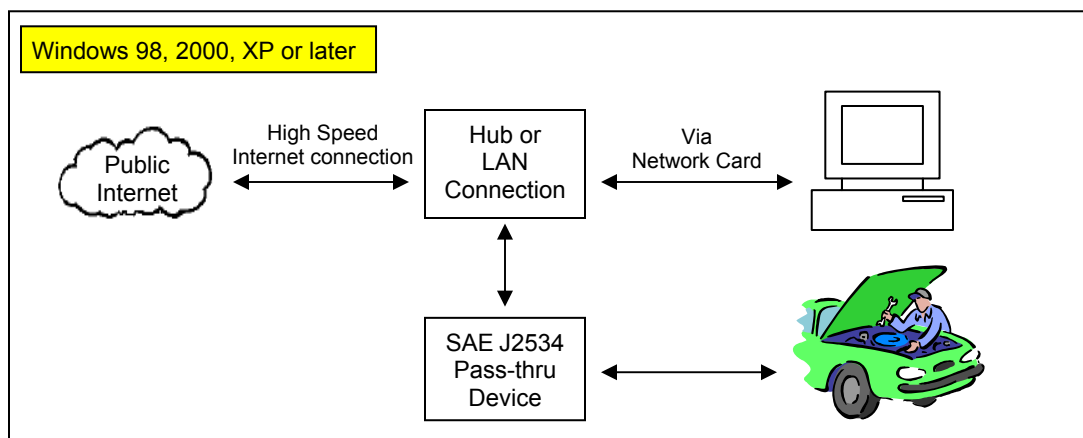 Windows 98, 2000, XP or later
Public
Internet
High Speed
Internet connection
Hub or
LAN
Connection
Via
Network Card
SAE J2534
Pass-thru
Device